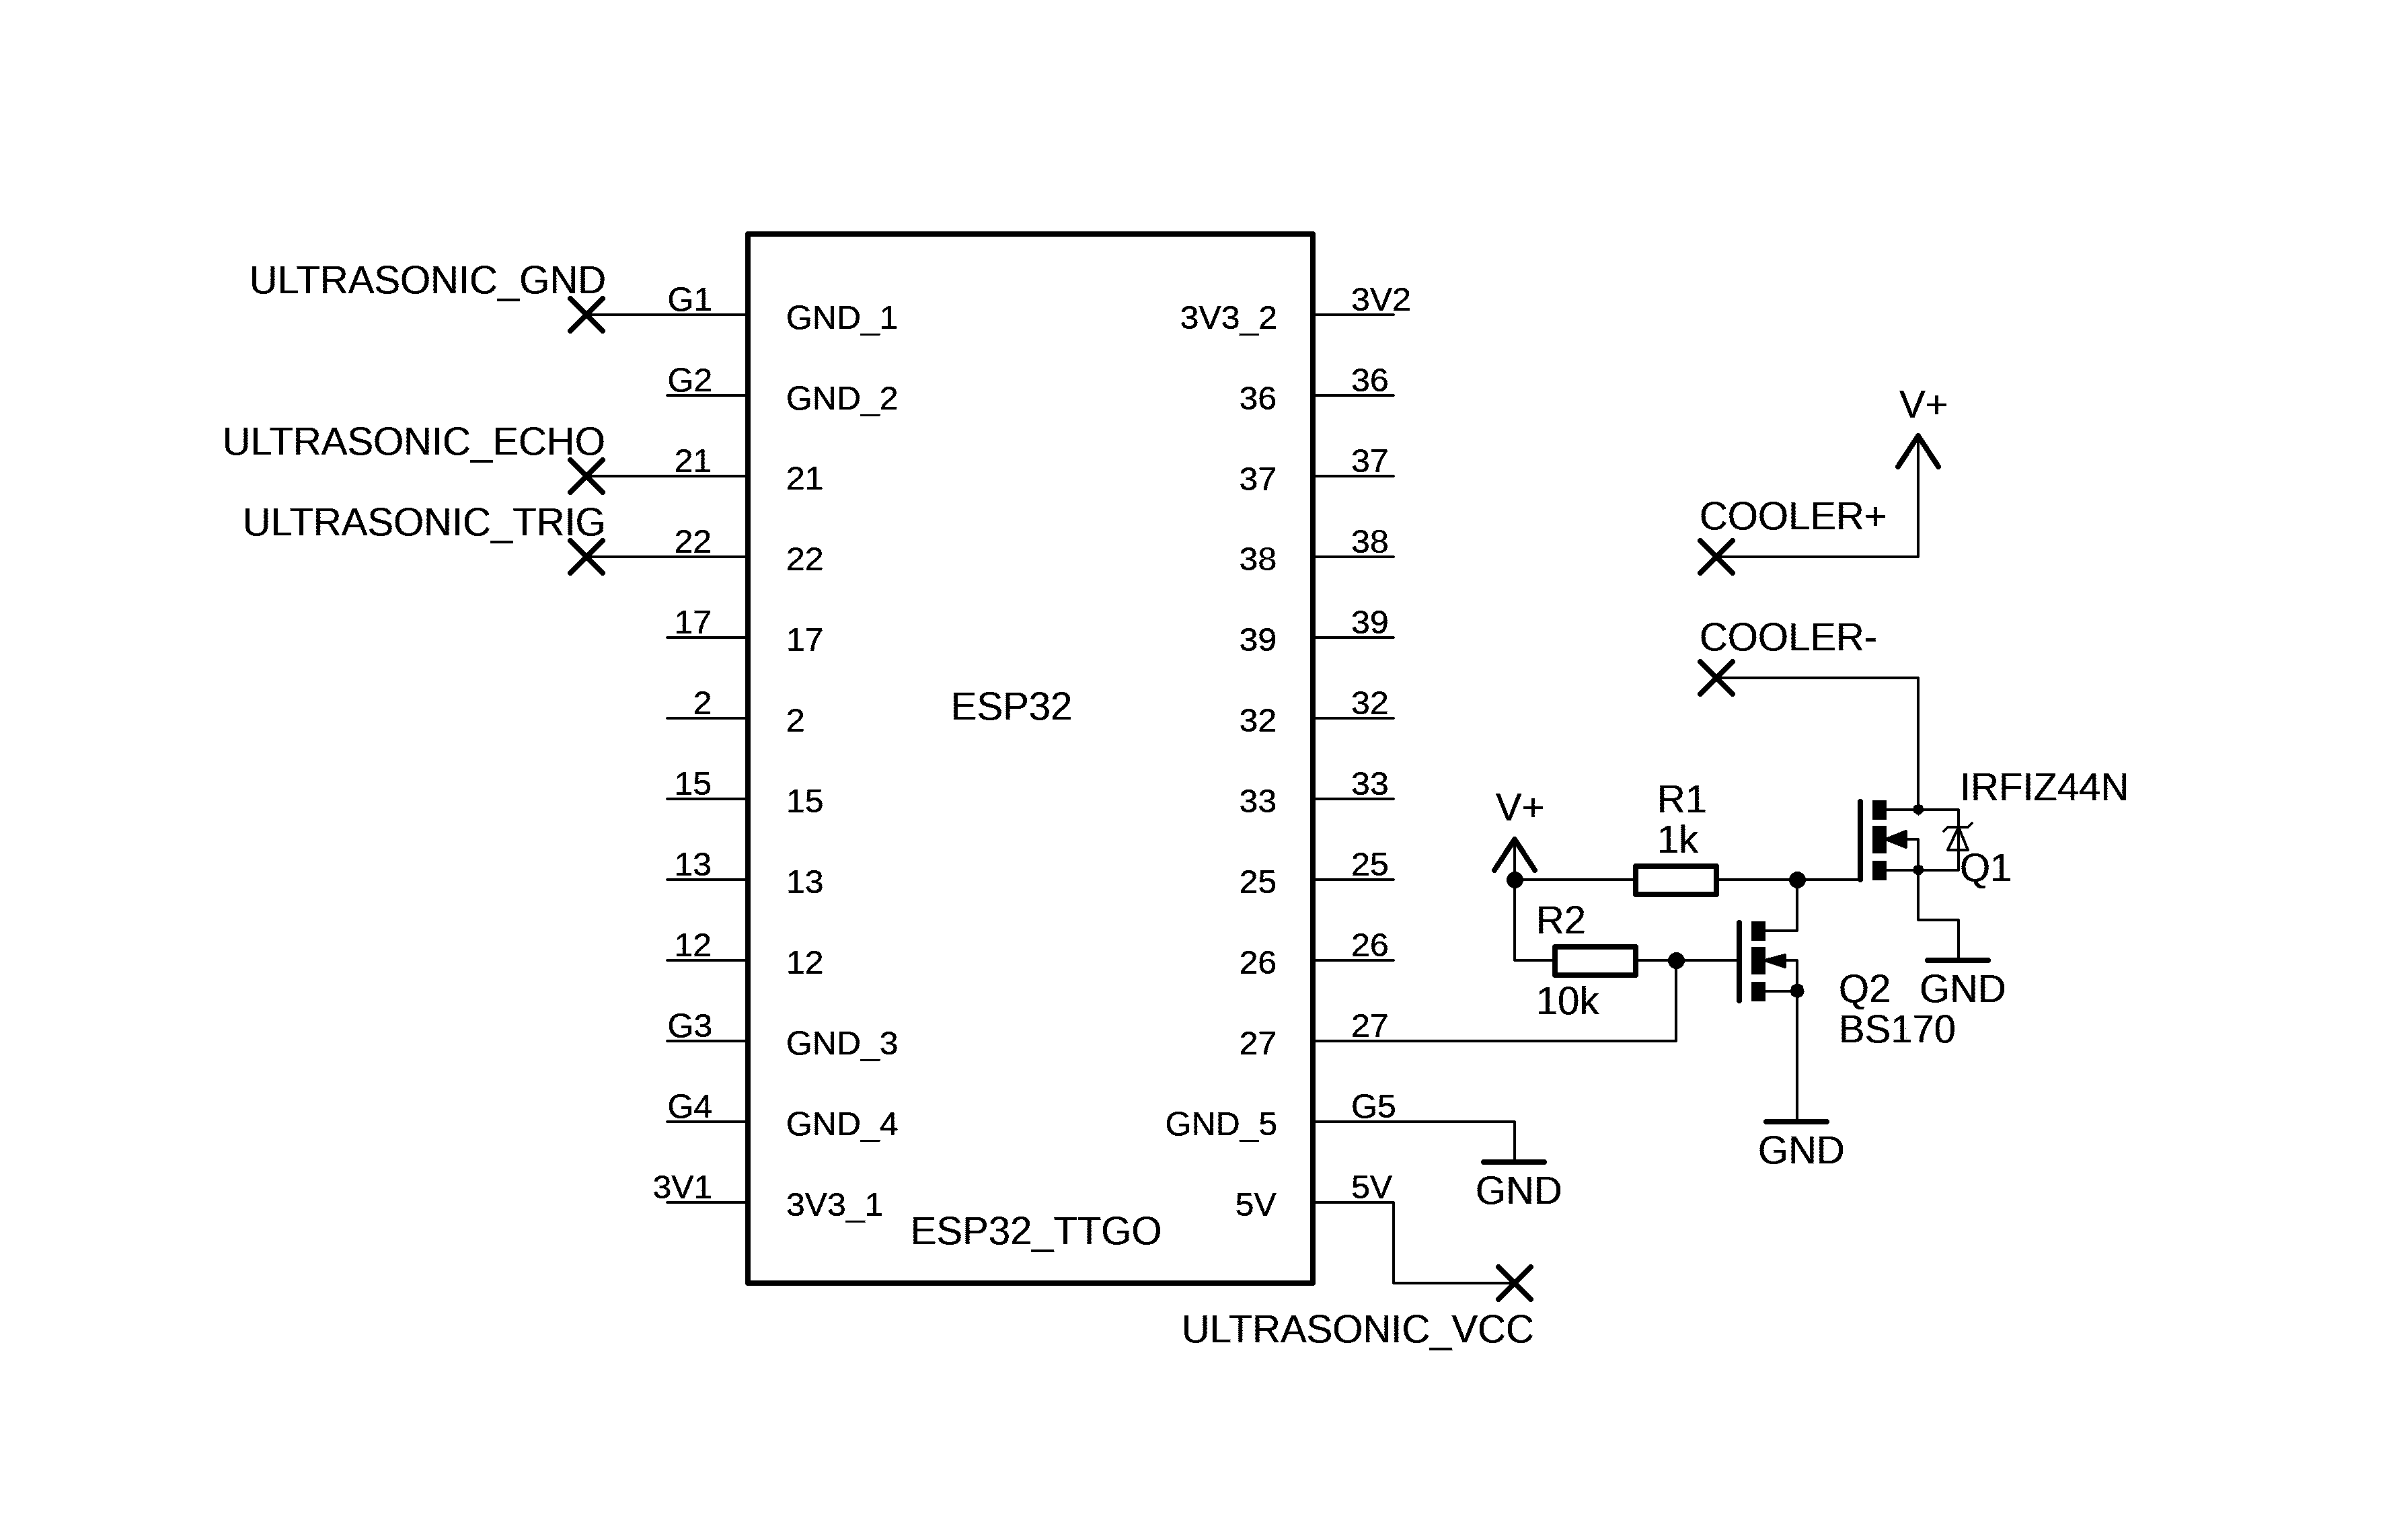 ULTRASONIC_GND
G1
GND_1
3V3_2
3V2
G2
GND_2
36
36
ULTRASONIC_ECHO
21
21
37
37
V+
ULTRASONIC_TRIG
22
22
38
38
COOLER+
17
17
39
39
COOLER-
2
2
ESP32
32
32
15
15
33
33
V+
R1
1k
IRFIZ44N
13
13
25
25
Q1
12
12
26
26
R2
10k
Q2
BS170
GND
G3
GND_3
27
27
G4
GND_4
GND_5
G5
GND
GND
3V1
3V3_1
5V
5V
ESP32_TTGO
ULTRASONIC_VCC